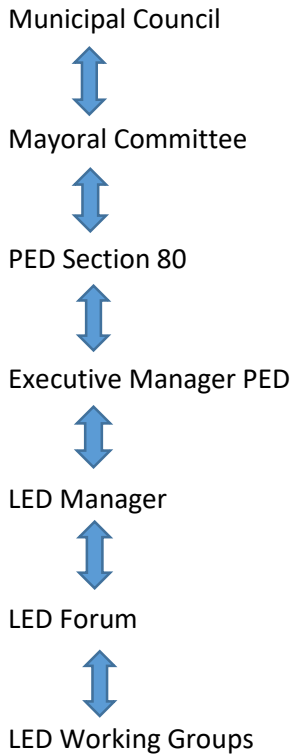 Municipal Council
Mayoral Committee
PED Section 80
Executive Manager PED
LED Manager
LED Forum
LED Working Groups